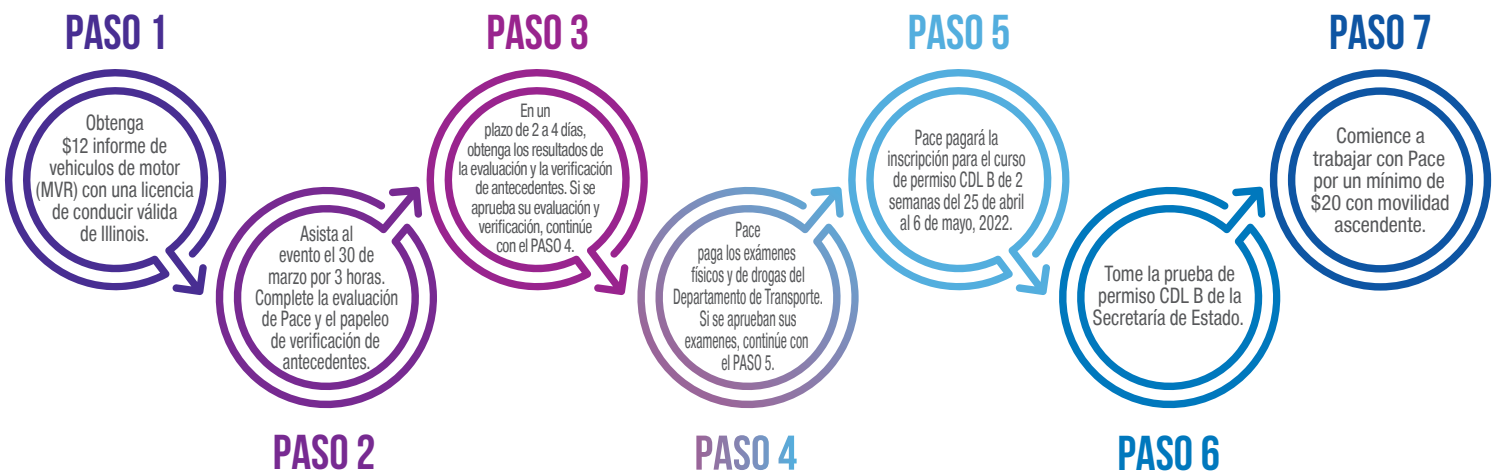 PASO 1
Obtenga
$12 informe de
vehiculos de motor
(MVR) con una licencia
de conducir válida
de Illinois.
PASO 2
Asista al
evento el 30 de
marzo por 3 horas.
Complete la evaluación
de Pace y el papeleo
de verificación de
antecedentes.
PASO 3
En un
plazo de 2 a 4 días,
obtenga los resultados de
la evaluación y la verificación
de antecedentes. Si se
aprueba su evaluación y
verificación, continúe
con el PASO 4.
PASO 4
Pace
paga los exámenes
físicos y de drogas del
Departamento de Transporte.
Si se aprueban sus
examenes, continúe con
el PASO 5.
PASO 5
Pace pagará la
inscripción para el curso
de permiso CDL B de 2
semanas del 25 de abril
al 6 de mayo, 2022.
PASO 6
Tome la prueba de
permiso CDL B de la
Secretaría de Estado.
PASO 7
Comience a
trabajar con Pace
por un mínimo de
$20 con movilidad
ascendente.